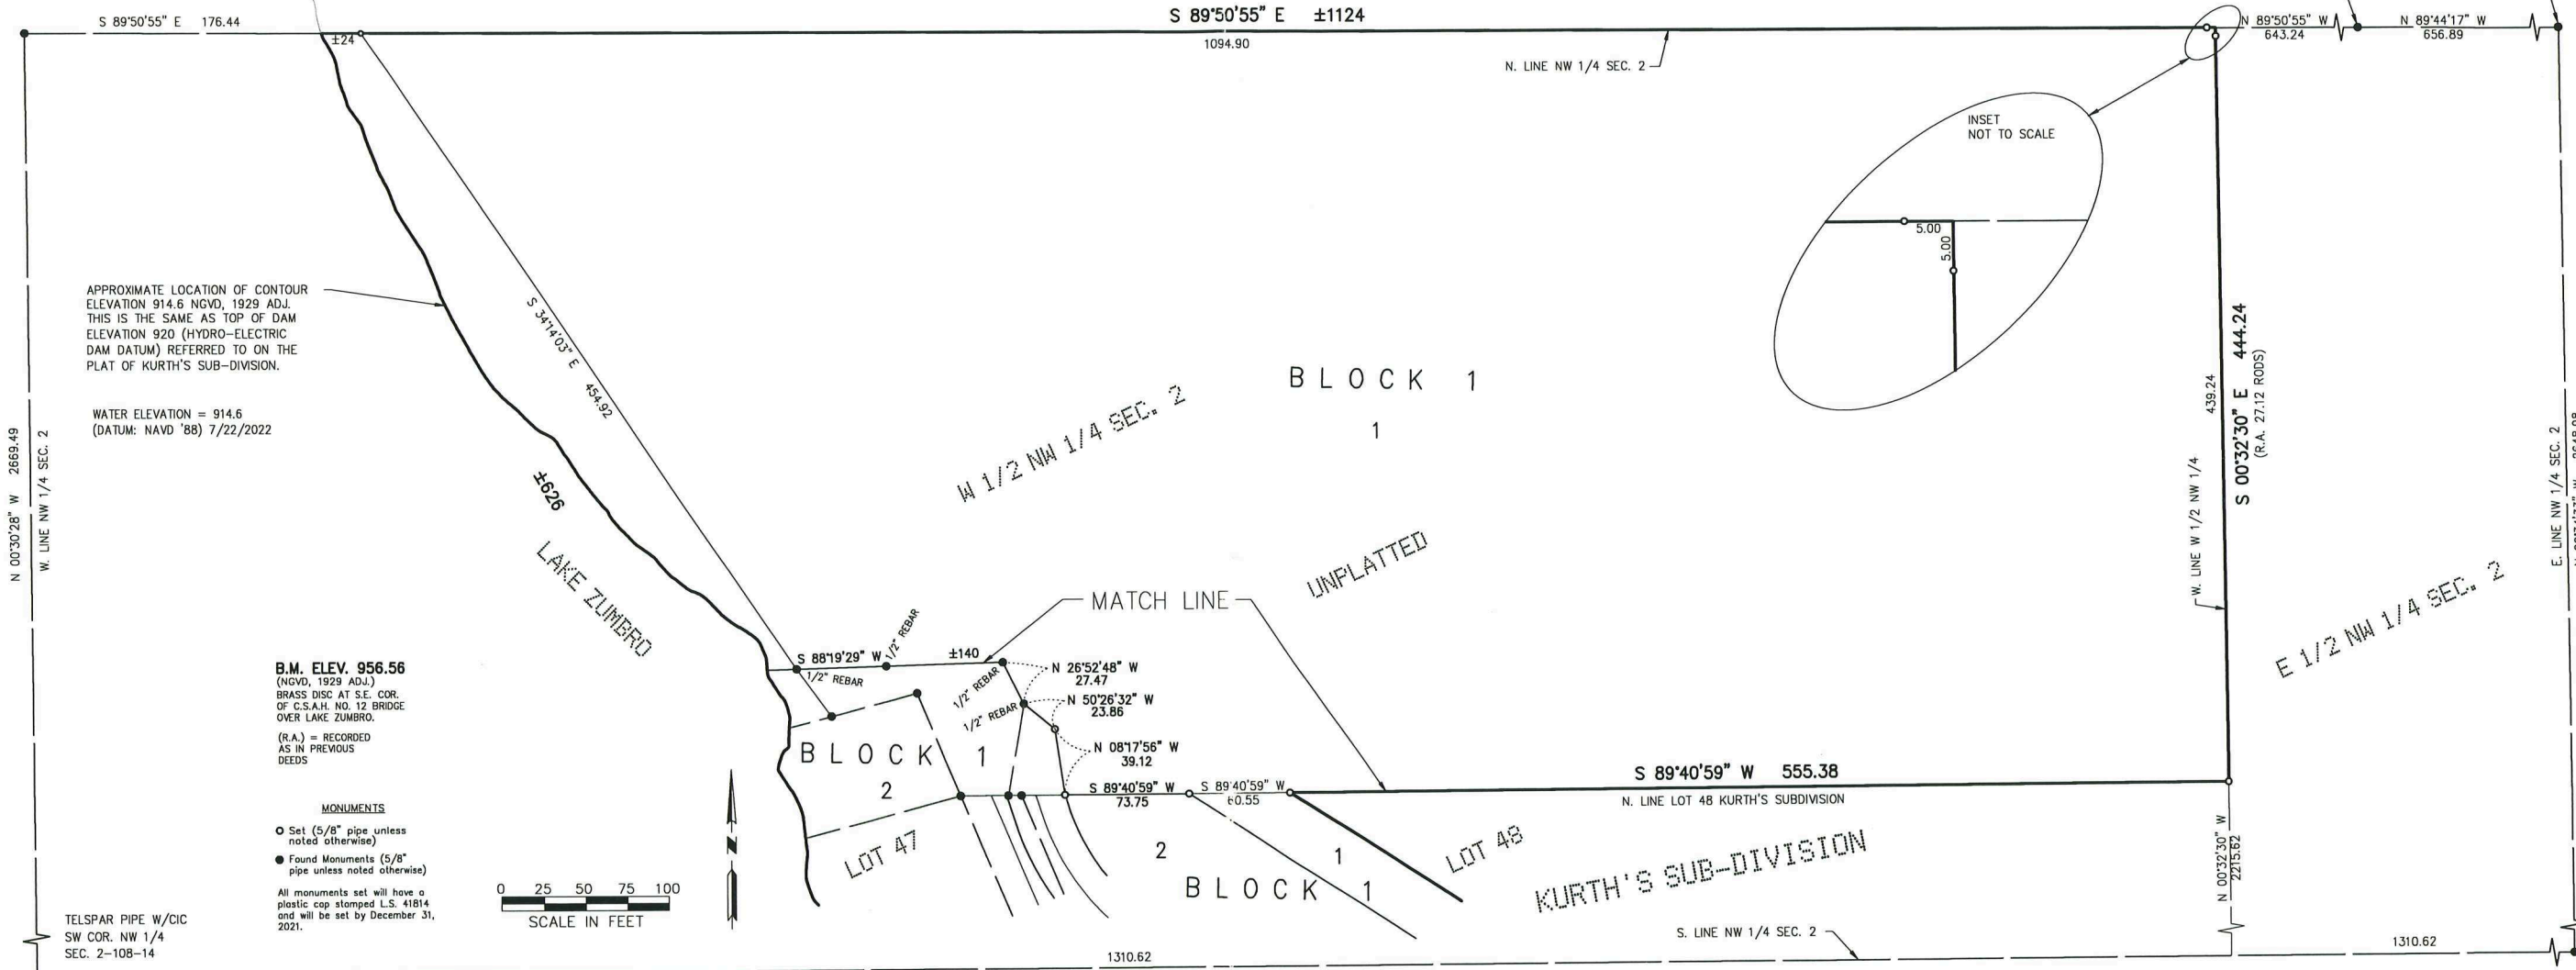 S 89°50'55" E 176.44
S 89°50'55" E ±1124
N 89°50'55" W
643.24
N 89°44'17" W
656.89
±24
1094.90
N. LINE NW 1/4 SEC. 2
INSET
NOT TO SCALE
5.00
5.00
APPROXIMATE LOCATION OF CONTOUR
ELEVATION 914.6 NGVD, 1929 ADJ.
THIS IS THE SAME AS TOP OF DAM
ELEVATION 920 (HYDRO-ELECTRIC
DAM DATUM) REFERRED TO ON THE
PLAT OF KURTH'S SUB-DIVISION.
WATER ELEVATION = 914.6
(DATUM: NAVD '88) 7/22/2022
N 00°30'28" W 2669.49
W. LINE NW 1/4 SEC. 2
S 34°14'03" E 454.92
±626
LAKE ZUMBRO
BLOCK 1
1
W 1/2 NW 1/4 SEC. 2
UNPLATTED
439.24
S 00°32'30" E 444.24
(R.A. 27.12 RODS)
W. LINE W 1/2 NW 1/4
E. LINE NW 1/4 SEC. 2
E 1/2 NW 1/4 SEC. 2
MATCH LINE
B.M. ELEV. 956.56
(NGVD, 1929 ADJ.)
BRASS DISC AT S.E. COR.
OF C.S.A.H. NO. 12 BRIDGE
OVER LAKE ZUMBRO.
(R.A.) = RECORDED
AS IN PREVIOUS
DEEDS
S 88°19'29" W
±140
1/2" REBAR
1/2" REBAR
1/2" REBAR
1/2" REBAR
N 26°52'48" W
27.47
N 50°26'32" W
23.86
N 08°17'56" W
39.12
BLOCK 1
2
S 89°40'59" W
73.75
S 89°40'59" W
60.55
S 89°40'59" W 555.38
N. LINE LOT 48 KURTH'S SUBDIVISION
MONUMENTS
Set (5/8" pipe unless
noted otherwise)
Found Monuments (5/8"
pipe unless noted otherwise)
All monuments set will have a
plastic cap stamped L.S. 41814
and will be set by December 31,
2021.
0 25 50 75 100
SCALE IN FEET
N
LOT 47
2
1
BLOCK 1
LOT 48
KURTH'S SUB-DIVISION
N 00°32'30" W
2215.62
TELSPAR PIPE W/CIC
SW COR. NW 1/4
SEC. 2-108-14
S. LINE NW 1/4 SEC. 2
1310.62
1310.62